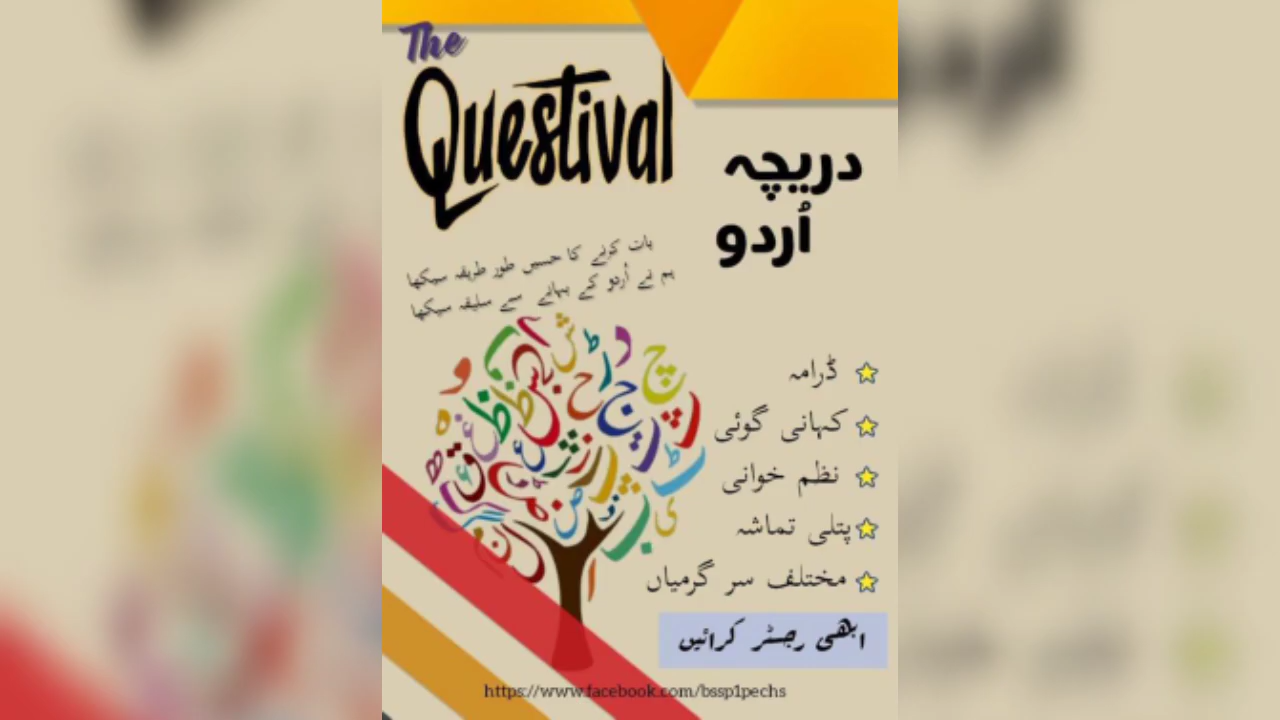 The
Questival
دریچہ
اُردو
بات کرنے کا حسیں طور طریقہ سیکھا
ہم نے اُردو کے بہانے سے سلیقہ سیکھا
ڈرامہ
کہانی گوئی
نظم خوانی
پتلی تماشہ
مختلف سر گرمیاں
ابھی رجسٹر کرائیں
https://www.facebook.com/bssp1pechs